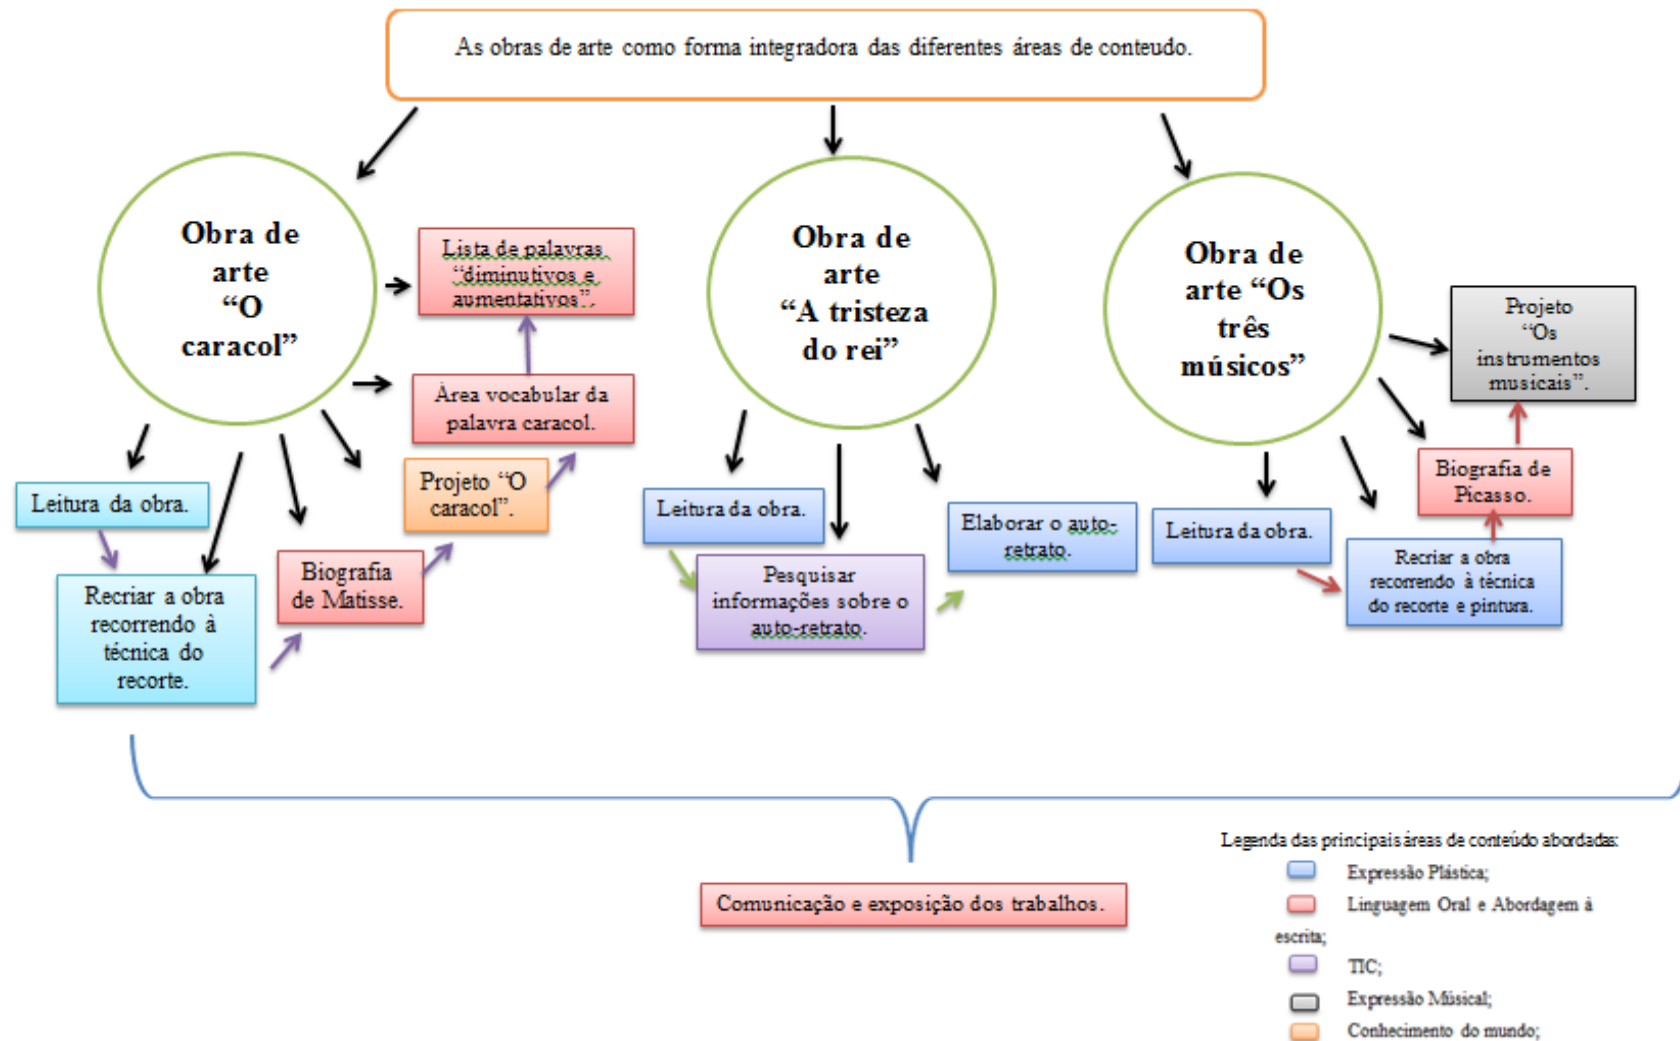 As obras de arte como forma integradora das diferentes áreas de conteudo.
Obra de
arte
“O
caracol”
Lista de palavras
“diminutivos e
aumentativos”.
Área vocabular da
palavra caracol.
Projeto “O
caracol”.
Leitura da obra.
Recriar a obra
recorrendo à
técnica do
recorte.
Biografia
de Matisse.
Obra de
arte
“A tristeza
do rei”
Leitura da obra.
Pesquisar
informações sobre o
auto-retrato.
Elaborar o auto-
retrato.
Obra de
arte “Os
três
músicos”
Projeto
“Os
instrumentos
musicais”.
Biografia de
Picasso.
Leitura da obra.
Recriar a obra
recorrendo à técnica
do recorte e pintura.
Comunicação e exposição dos trabalhos.
Legenda das principais áreas de conteúdo abordadas:
Expressão Plástica;
Linguagem Oral e Abordagem à
escrita;
TIC;
Expressão Músical;
Conhecimento do mundo;